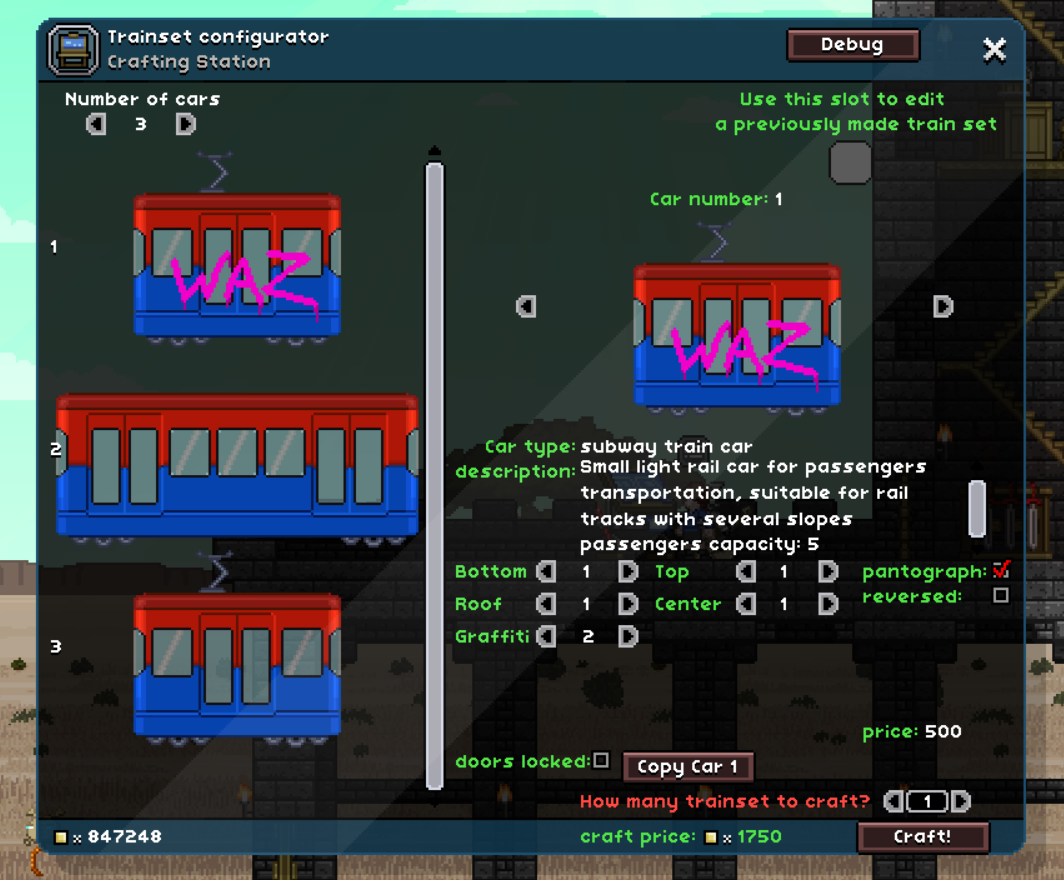 Trainset configurator
Crafting Station
Debug
Number of cars
3
Use this slot to edit
a previously made train set
Car number: 1
1
WAZ
WAZ
2
Car type: subway train car
description: Small light rail car for passengers
transportation, suitable for rail
tracks with several slopes
passengers capacity: 5
Bottom 1 Top 1 pantograph:
Roof 1 Center 1 reversed:
Graffiti 2
3
price: 500
doors locked: Copy Car 1
How many trainset to craft? 1
x 847248
craft price: x 1750
Craft!